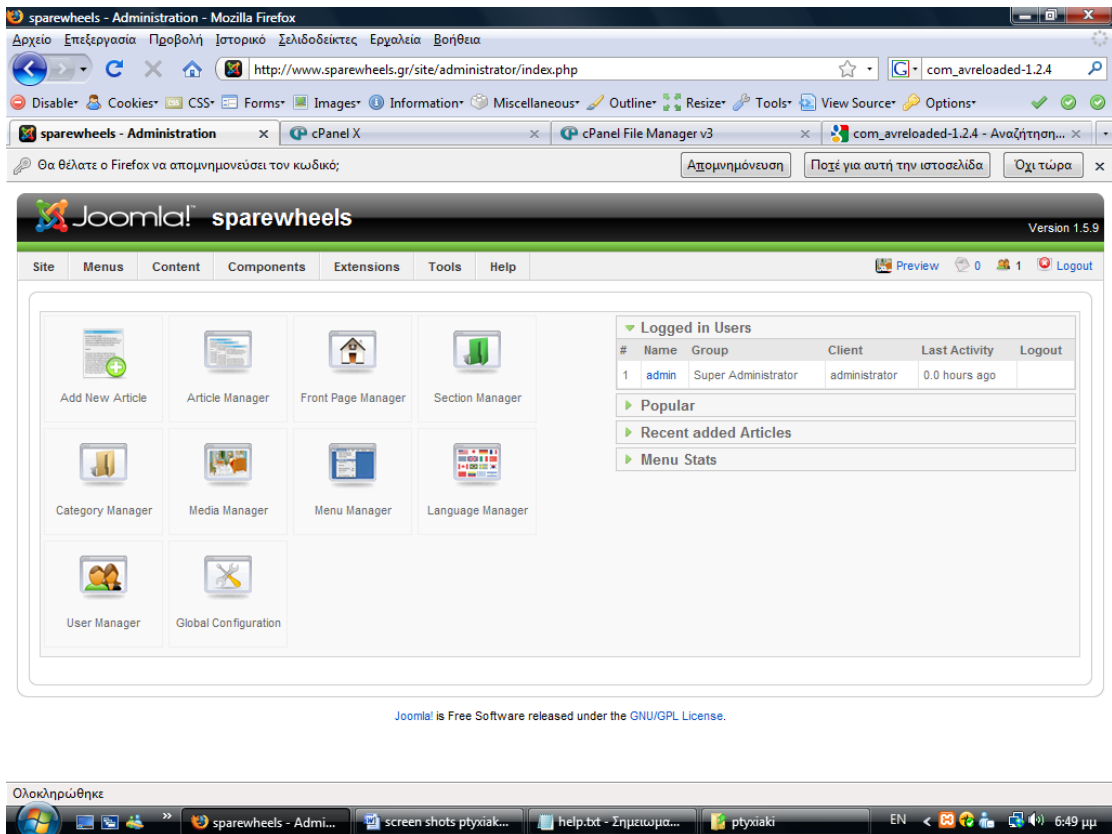 sparewheels - Administration - Mozilla Firefox
Αρχείο Επεξεργασία Προβολή Ιστορικό Σελιδοδείκτες Εργαλεία Βοήθεια
http://www.sparewheels.gr/site/administrator/index.php G com_avreloaded-1.2.4
Disable Cookies CSS Forms Images Information Miscellaneous Outline Resize Tools View Source Options
sparewheels - Administration cPanel X cPanel File Manager v3 com_avreloaded-1.2.4 - Αναζήτηση...
Θα θέλατε ο Firefox να απομνημονεύσει τον κωδικό; Απομνημόνευση Ποτέ για αυτή την ιστοσελίδα Όχι τώρα
Joomla! sparewheels
Version 1.5.9
Site Menus Content Components Extensions Tools Help Preview 0 1 Logout
Logged in Users
# Name Group Client Last Activity Logout
1 admin Super Administrator administrator 0.0 hours ago
Add New Article Article Manager Front Page Manager Section Manager
Popular
Recent added Articles
Menu Stats
Category Manager Media Manager Menu Manager Language Manager
User Manager Global Configuration
Joomla! is Free Software released under the GNU/GPL License.
Ολοκληρώθηκε
sparewheels - Admi... screen shots ptyxiak... help.txt - Σημειωμα... ptyxiaki EN 6:49 μμ